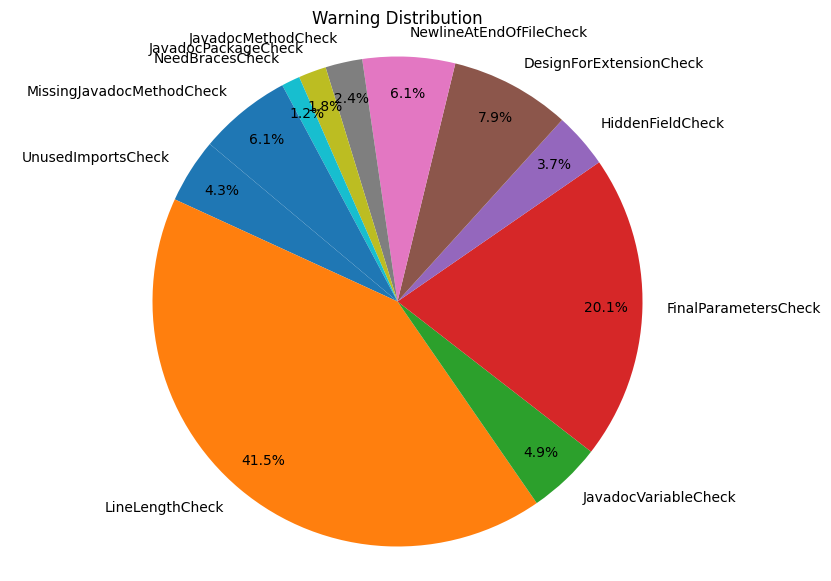 Warning Distribution
JavadocMethodCheck
NewlineAtEndOfFileCheck
JavadocPackageCheck
NeedBracesCheck
DesignForExtensionCheck
MissingJavadocMethodCheck
HiddenFieldCheck
UnusedImportsCheck
6.1%
2.4%
1.8%
1.2%
7.9%
6.1%
3.7%
4.3%
20.1%
FinalParametersCheck
41.5%
4.9%
LineLengthCheck
JavadocVariableCheck